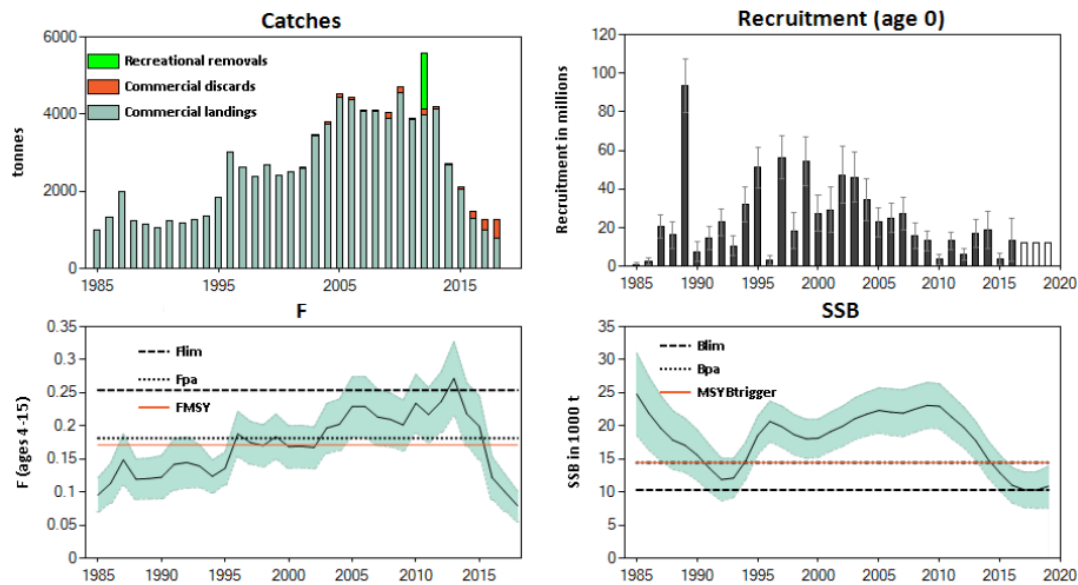 Catches
6000
4000
2000
0
tonnes
Recreational removals
Commercial discards
Commercial landings
1985 1995 2005 2015
Recruitment (age 0)
120
100
80
60
40
20
0
Recruitment in millions
1985 1990 1995 2000 2005 2010 2015 2020
F
0.35
0.3
0.25
0.2
0.15
0.1
0.05
0
F (ages 4-15)
Flim
Fpa
FMSY
1985 1990 1995 2000 2005 2010 2015
SSB
35
30
25
20
15
10
5
0
SSB in 1000 t
Blim
Bpa
MSYBtrigger
1985 1990 1995 2000 2005 2010 2015 2020